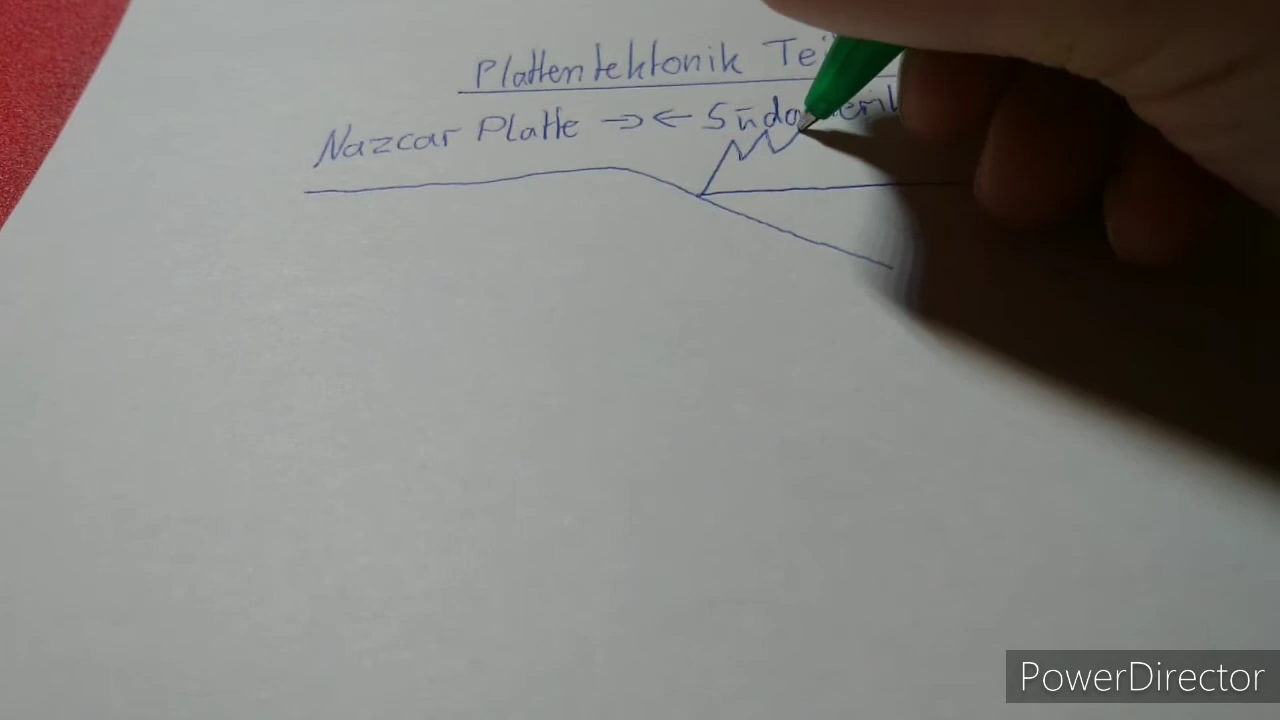 Plattentektonik
Nazcar Platte → ←
PowerDirector